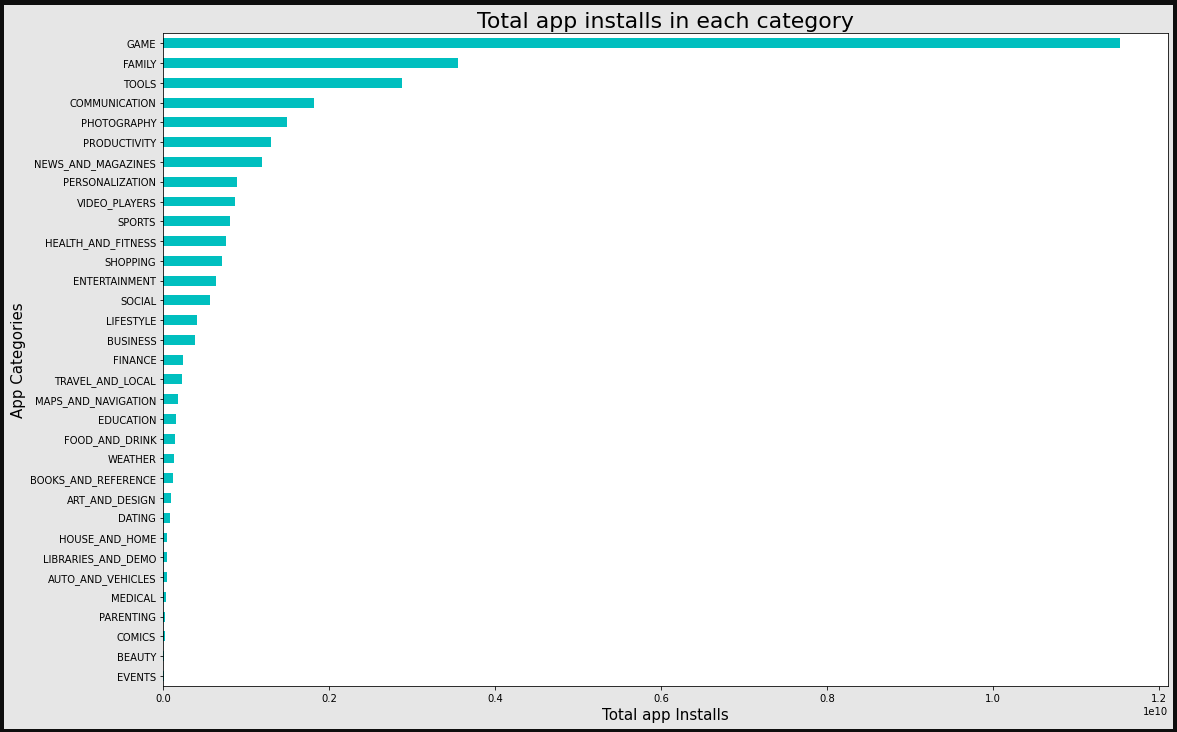 Total app installs in each category
App Categories
GAME
FAMILY
TOOLS
COMMUNICATION
PHOTOGRAPHY
PRODUCTIVITY
NEWS_AND_MAGAZINES
PERSONALIZATION
VIDEO_PLAYERS
SPORTS
HEALTH_AND_FITNESS
SHOPPING
ENTERTAINMENT
SOCIAL
LIFESTYLE
BUSINESS
FINANCE
TRAVEL_AND_LOCAL
MAPS_AND_NAVIGATION
EDUCATION
FOOD_AND_DRINK
WEATHER
BOOKS_AND_REFERENCE
ART_AND_DESIGN
DATING
HOUSE_AND_HOME
LIBRARIES_AND_DEMO
AUTO_AND_VEHICLES
MEDICAL
PARENTING
COMICS
BEAUTY
EVENTS
0.0 0.2 0.4 0.6 0.8 1.0 1.2
1e10
Total app Installs